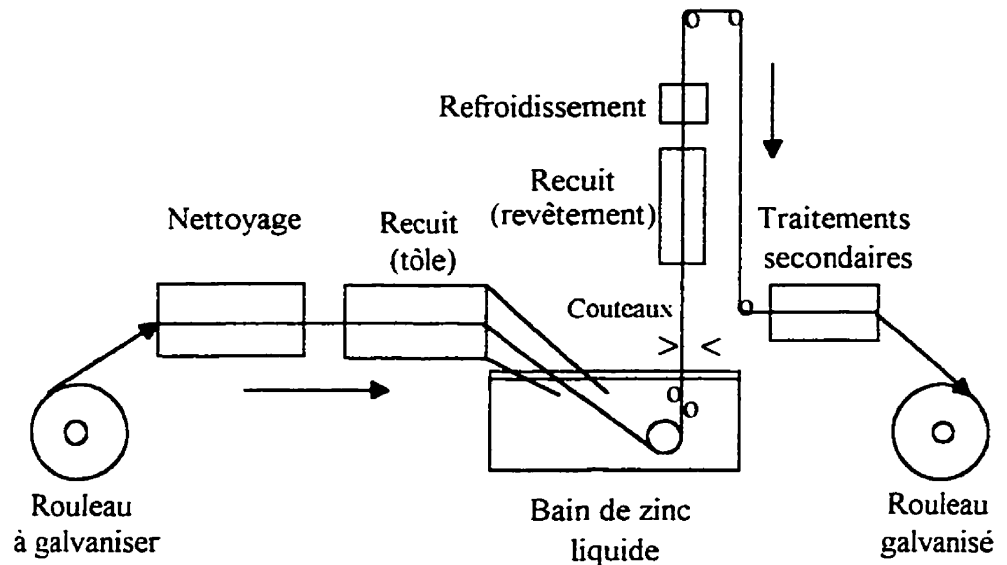 Refroidissement
Recuit
(revêtement)
Nettoyage
Recuit
(tôle)
Traitements
secondaires
Couteaux
> <
Rouleau
à galvaniser
Bain de zinc
liquide
Rouleau
galvanisé